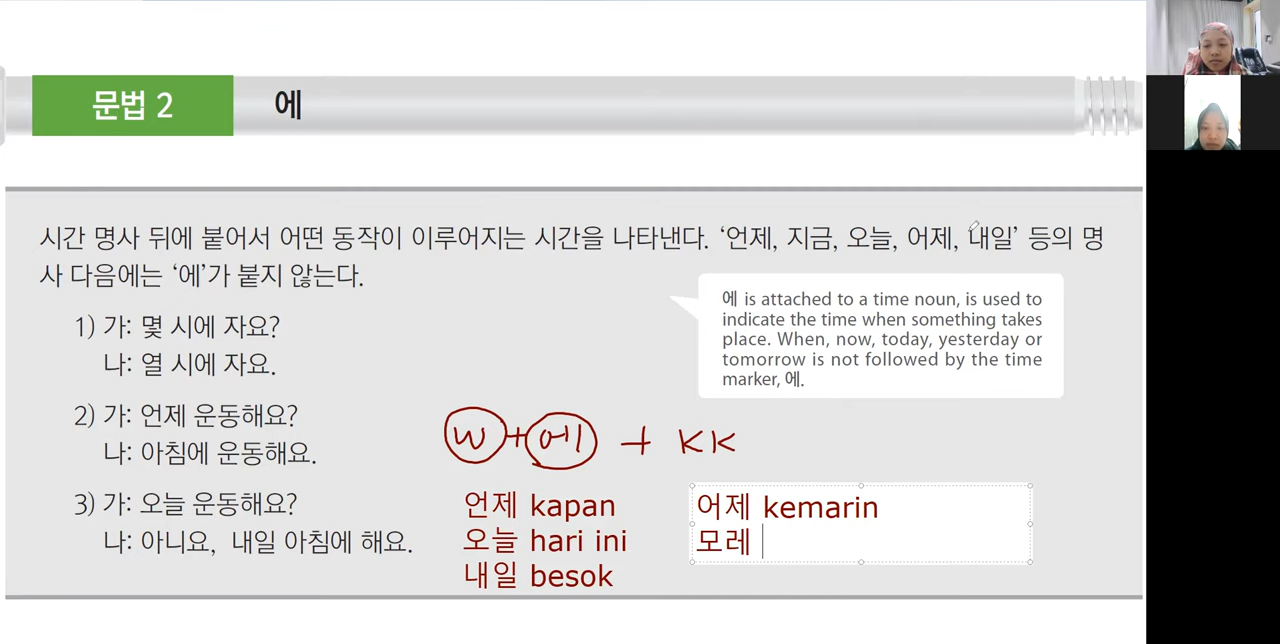 문법 2
에
시간 명사 뒤에 붙어서 어떤 동작이 이루어지는 시간을 나타낸다. ‘언제, 지금, 오늘, 어제, 내일’ 등의 명
사 다음에는 ‘에’가 붙지 않는다.
에 is attached to a time noun, is used to
indicate the time when something takes
place. When, now, today, yesterday or
tomorrow is not followed by the time
marker, 에.
1) 가: 몇 시에 자요?
나: 열 시에 자요.
2) 가: 언제 운동해요?
나: 아침에 운동해요.
3) 가: 오늘 운동해요?
나: 아니요, 내일 아침에 해요.
W + 에 + KK
언제 kapan
오늘 hari ini
내일 besok
어제 kemarin
모레